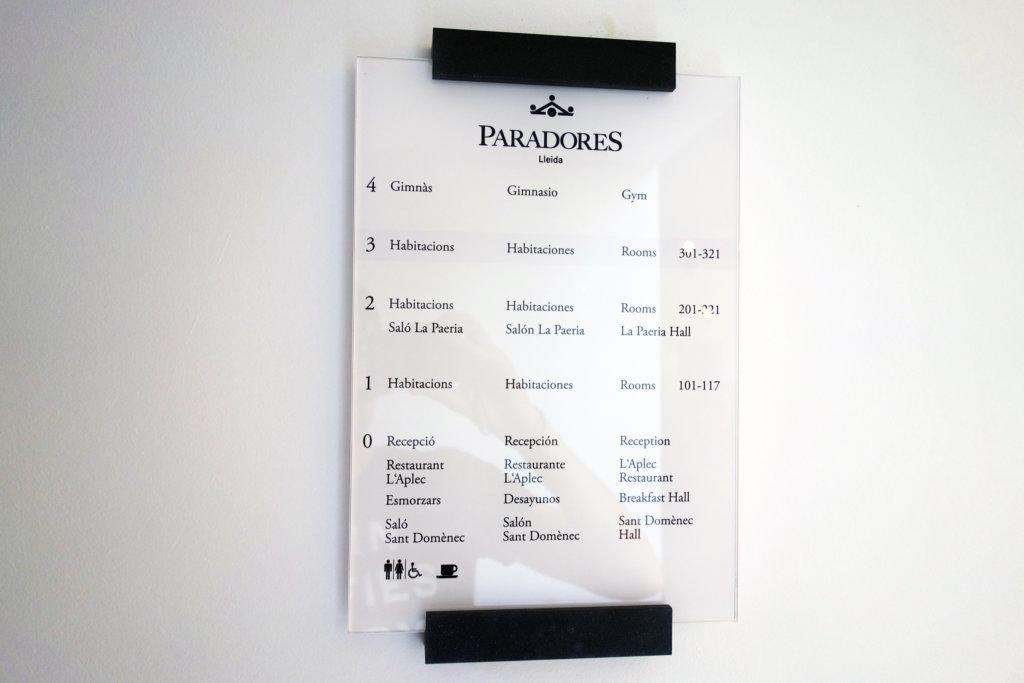 PARADORES
Lleida
4 Gimnàs Gimnasio Gym
3 Habitacions Habitaciones Rooms 301-321
2 Habitacions Habitaciones Rooms 201-221
Saló La Paeria Salón La Paeria La Paeria Hall
1 Habitacions Habitaciones Rooms 101-117
0 Recepció Recepción Reception
Restaurant Restaurante L'Aplec
L'Aplec L'Aplec Restaurant
Esmorzars Desayunos Breakfast Hall
Saló Salón Sant Domènec
Sant Domènec Sant Domènec Hall